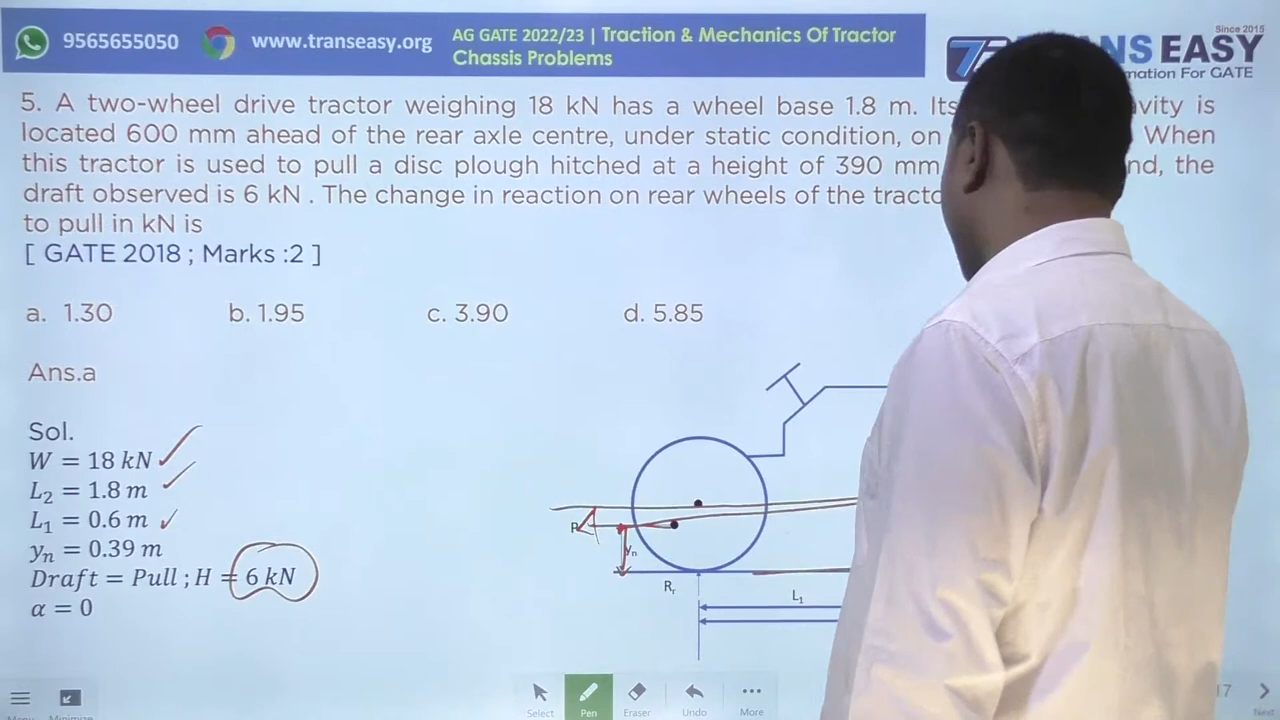 9565655050
www.transeasy.org
AG GATE 2022/23 | Traction & Mechanics Of Tractor
Chassis Problems
Since 2015
EASY
For GATE
5. A two-wheel drive tractor weighing 18 kN has a wheel base 1.8 m. Its
is
located 600 mm ahead of the rear axle centre, under static condition, on
When
this tractor is used to pull a disc plough hitched at a height of 390 mm
the
draft observed is 6 kN . The change in reaction on rear wheels of the
to pull in kN is
[ GATE 2018 ; Marks :2 ]
a. 1.30 b. 1.95 c. 3.90 d. 5.85
Ans.a
Sol.
W = 18 kN
L₂ = 1.8 m
L₁ = 0.6 m
yₙ = 0.39 m
Draft = Pull ; H = 6 kN
α = 0
P
yₙ
Rᵣ
L₁
Select Pen Eraser Undo More
17
Next